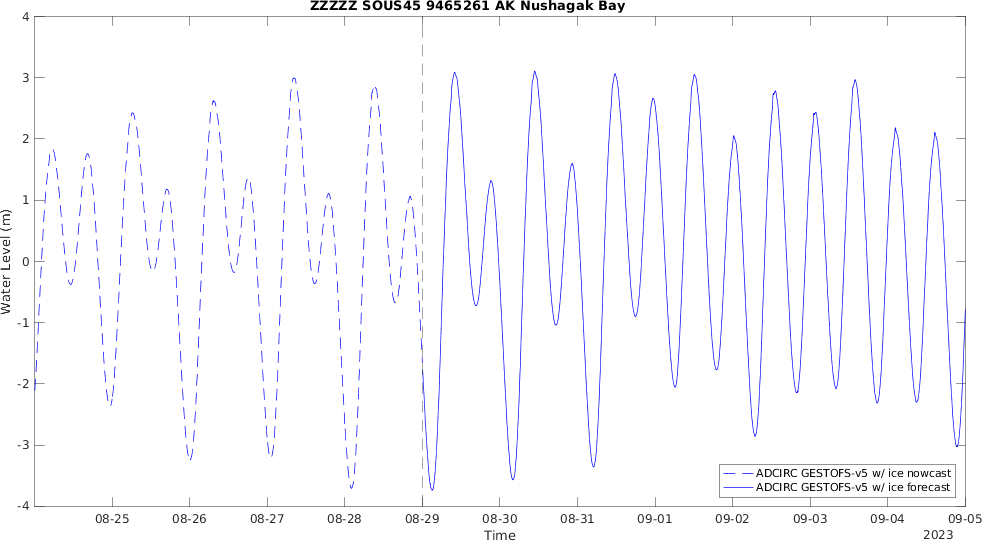 ZZZZZ SOUS45 9465261 AK Nushagak Bay
4
3
2
1
0
-1
-2
-3
-4
Water Level (m)
ADCIRC GESTOFS-v5 w/ ice nowcast
ADCIRC GESTOFS-v5 w/ ice forecast
08-25 08-26 08-27 08-28 08-29 08-30 08-31 09-01 09-02 09-03 09-04 09-05
Time
2023